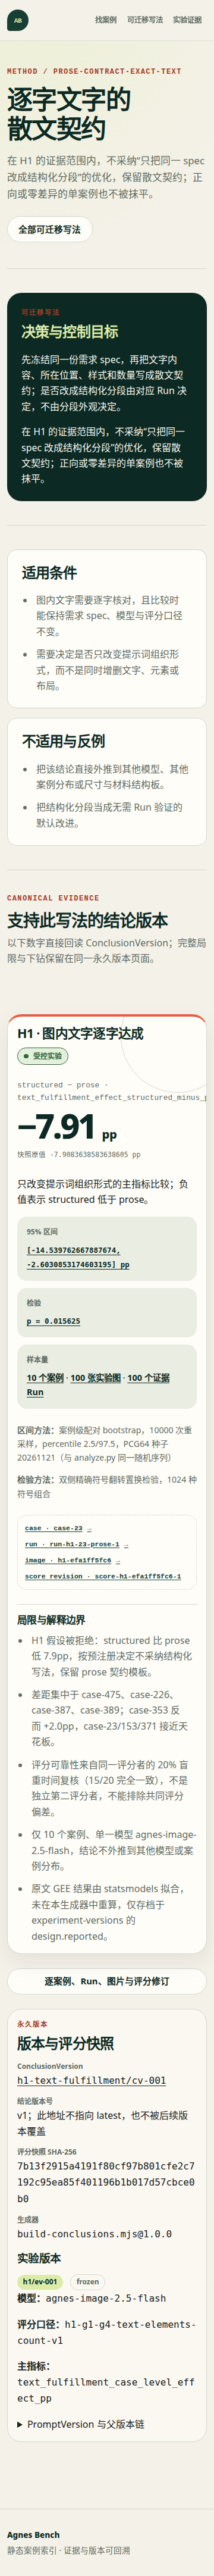 AB
找案例 可迁移写法 实验证据
METHOD / PROSE-CONTRACT-EXACT-TEXT
逐字文字的
散文契约
在 H1 的证据范围内，不采纳“只把同一 spec
改成结构化分段”的优化，保留散文契约；正
向或零差异的单案例也不被抹平。
全部可迁移写法
可迁移写法
决策与控制目标
先冻结同一份需求 spec，再把文字内
容、所在位置、样式和数量写成散文契
约；是否改成结构化分段由对应 Run 决
定，不由分段外观决定。
在 H1 的证据范围内，不采纳“只把同一
spec 改成结构化分段”的优化，保留散
文契约；正向或零差异的单案例也不被
抹平。
适用条件
图内文字需要逐字核对，且比较时
能保持需求 spec、模型与评分口径
不变。
需要决定是否只改变提示词组织形
式，而不是同时增删文字、元素或
布局。
不适用与反例
把该结论直接外推到其他模型、其他
案例分布或尺寸与材料结构板。
把结构化分段当成无需 Run 验证的
默认改进。
CANONICAL EVIDENCE
支持此写法的结论版本
以下数字直接回读 ConclusionVersion；完整局
限与下钻保留在同一永久版本页面。
H1 · 图内文字逐字达成
受控实验
structured − prose ·
text_fulfillment_effect_structured_minus_p
−7.91 pp
快照原值 -7.9083638583638605 pp
只改变提示词组织形式的主指标比较；负
值表示 structured 低于 prose。
95% 区间
[-14.539762667887674,
-2.6030853174603195] pp
检验
p = 0.015625
样本量
10 个案例 · 100 张实验图 · 100 个证据
Run
区间方法：案例级配对 bootstrap，10000 次重
采样，percentile 2.5/97.5，PCG64 种子
20261121（与 analyze.py 同一随机序列）
检验方法：双侧精确符号翻转置换检验，1024 种
符号组合
case · case-23 →
run · run-h1-23-prose-1 →
image · h1-efa1ff5fc6 →
score revision · score-h1-efa1ff5fc6-1
局限与解释边界
H1 假设被拒绝：structured 比 prose
低 7.9pp，按预注册决定不采纳结构化
写法，保留 prose 契约模板。
差距集中于 case-475、case-226、
case-387、case-389；case-353 反
而 +2.0pp，case-23/153/371 接近天
花板。
评分可靠性来自同一评分者的 20% 盲
重时间复核（15/20 完全一致），不是
独立第二评分者，不能排除共同评分
偏差。
仅 10 个案例、单一模型 agnes-image-
2.5-flash，结论不外推到其他模型或案
例分布。
原文 GEE 结果由 statsmodels 拟合，
未在本生成器中重算，仅存档于
experiment-versions 的
design.reported。
逐案例、Run、图片与评分修订
永久版本
版本与评分快照
ConclusionVersion
h1-text-fulfillment/cv-001
结论版本号
v1；此地址不指向 latest，也不被后续版
本覆盖
评分快照 SHA-256
7b13f2915a4191f80cf97b801cfe2c7
192c95ea85f401196b1b017d57cbce0
b0
生成器
build-conclusions.mjs@1.0.0
实验版本
h1/ev-001 frozen
模型：agnes-image-2.5-flash
评分口径：h1-g1-g4-text-elements-
count-v1
主指标：
text_fulfillment_case_level_eff
ect_pp
▶ PromptVersion 与父版本链
Agnes Bench
静态案例索引 · 证据与版本可回溯